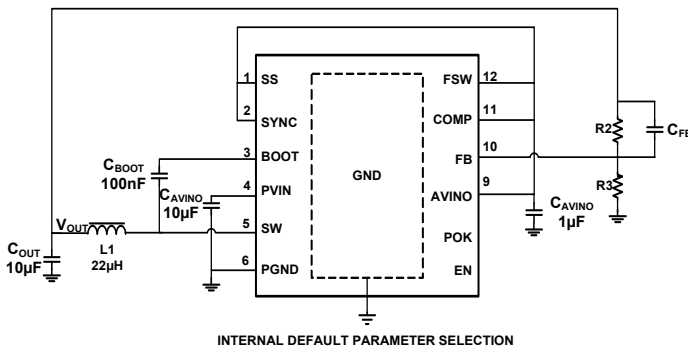 1
SS
FSW
12
2
SYNC
COMP
11
R2
CFB
3
BOOT
FB
10
CBOOT
100nF
GND
CAVINO
10µF
4
PVIN
AVINO
9
R3
CAVINO
1µF
VOUT
5
SW
POK
COUT
10µF
L1
22µH
6
PGND
EN
INTERNAL DEFAULT PARAMETER SELECTION